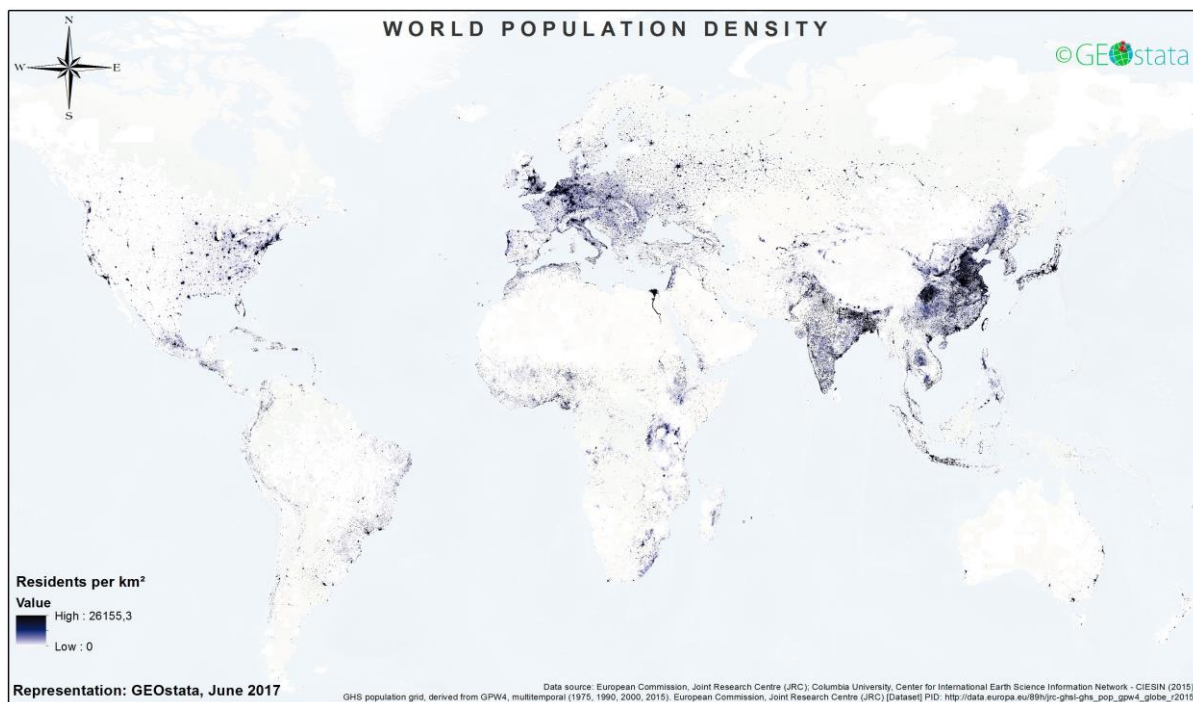 WORLD POPULATION DENSITY
N
W E
S
© GEOstata
Residents per km²
Value
High : 26155,3
Low : 0
Representation: GEOstata, June 2017
Data source: European Commission, Joint Research Centre (JRC); Columbia University, Center for International Earth Science Information Network - CIESIN (2015)
GHS population grid, derived from GPW4, multitemporal (1975, 1990, 2000, 2015). European Commission, Joint Research Centre (JRC) [Dataset] PID: http://data.europa.eu/89h/jrc-ghsl-ghs_pop_gpw4_globe_r2015